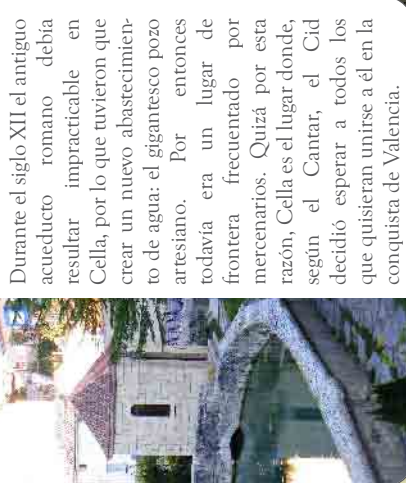 Durante el siglo XII el antiguo
acueducto romano debía
resultar impracticable en
Cella, por lo que tuvieron que
crear un nuevo abastecimien-
to de agua: el gigantesco pozo
artesiano. Por entonces
todavía era un lugar de
frontera frecuentado por
mercenarios. Quizá por esta
razón, Cella es el lugar donde,
según el Cantar, el Cid
decidió esperar a todos los
que quisieran unirse a él en la
conquista de Valencia.